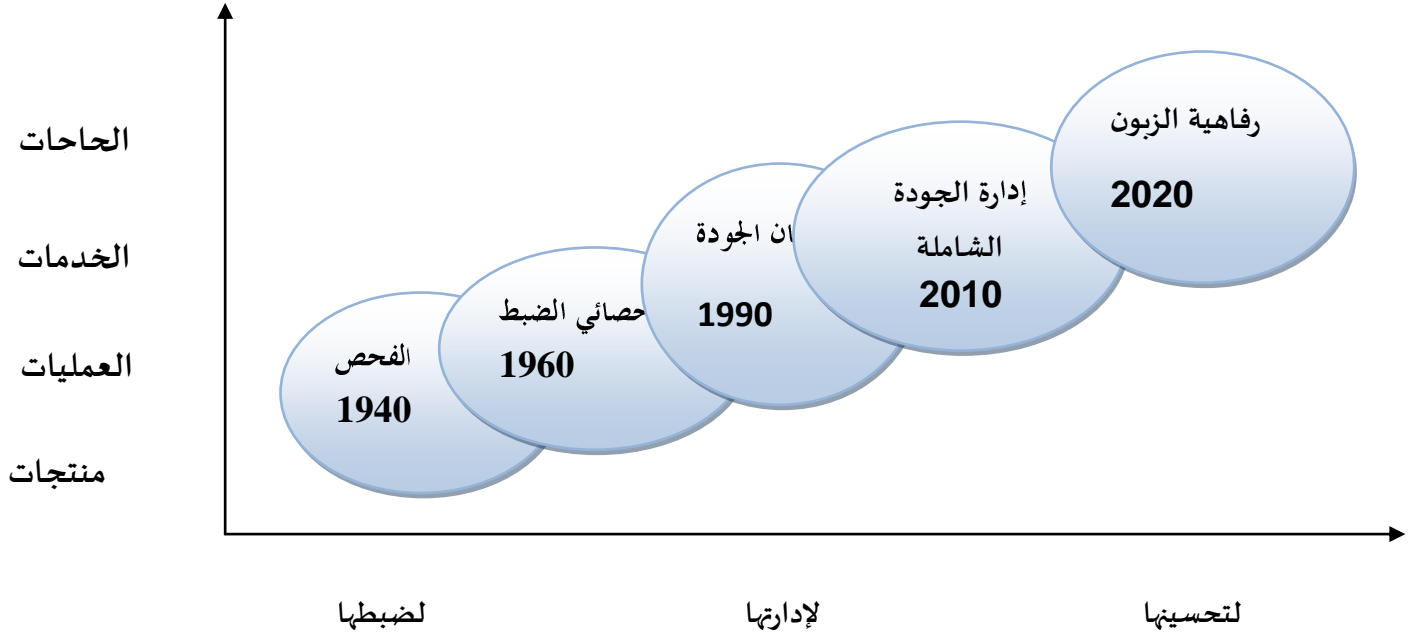 الحاحات
الخدمات
العمليات
منتجات
رفاهية الزبون
2020
إدارة الجودة
الشاملة
2010
ان الجودة
1990
حصائي الضبط
1960
الفحص
1940
لضبطها
لإدارتها
لتحسينها